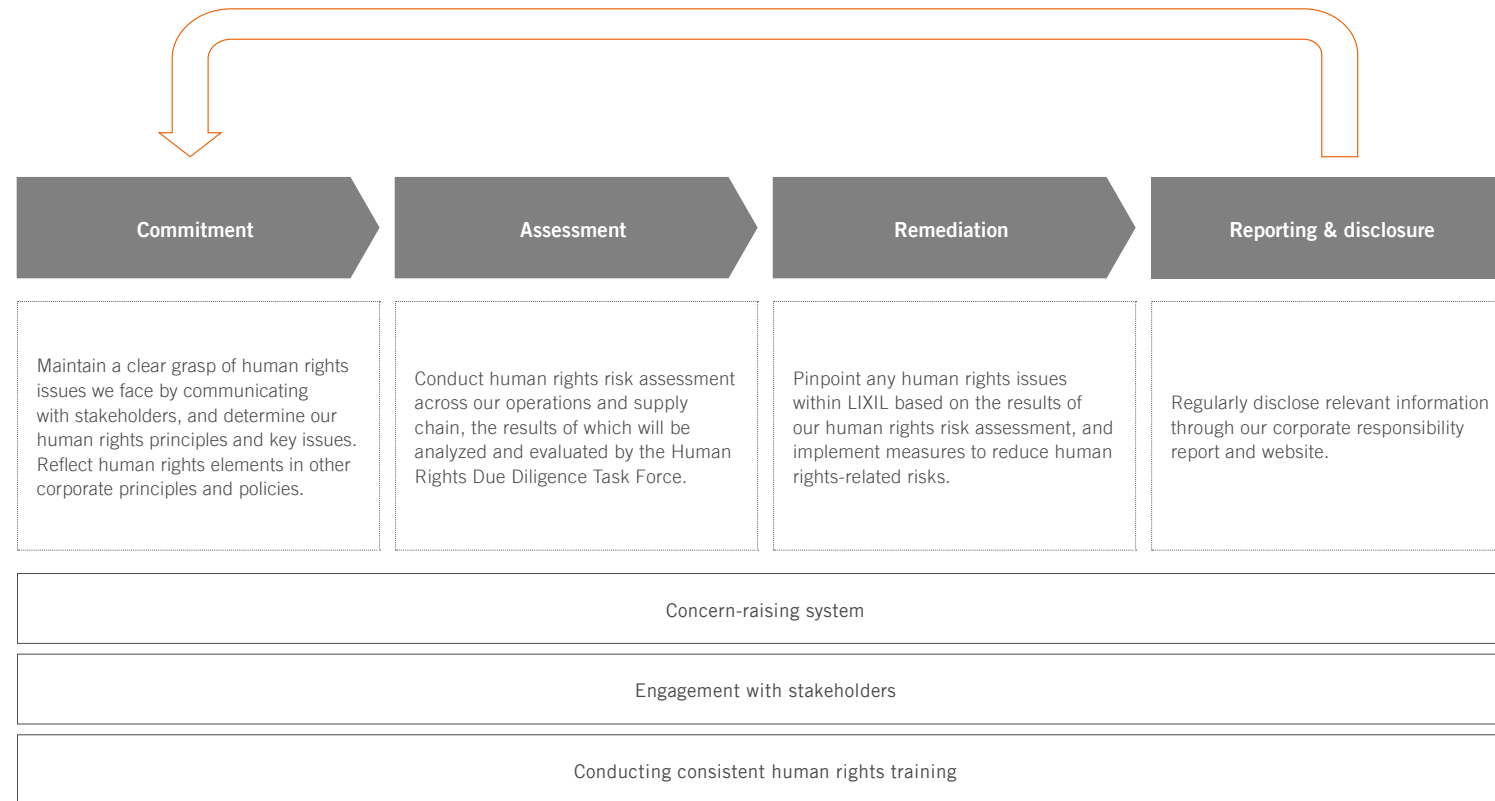 Commitment
Assessment
Remediation
Reporting & disclosure
Maintain a clear grasp of human rights
issues we face by communicating
with stakeholders, and determine our
human rights principles and key issues.
Reflect human rights elements in other
corporate principles and policies.
Conduct human rights risk assessment
across our operations and supply
chain, the results of which will be
analyzed and evaluated by the Human
Rights Due Diligence Task Force.
Pinpoint any human rights issues
within LIXIL based on the results of
our human rights risk assessment, and
implement measures to reduce human
rights-related risks.
Regularly disclose relevant information
through our corporate responsibility
report and website.
Concern-raising system
Engagement with stakeholders
Conducting consistent human rights training